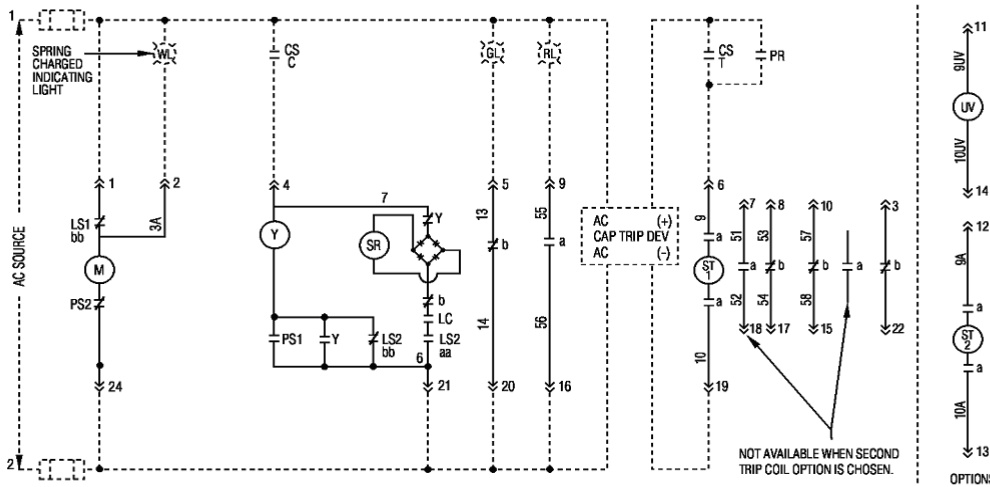 1
SPRING
CHARGED
INDICATING
LIGHT
WL
CS
C
GL
RL
CS
T
PR
11
9UV
UV
10UV
14
1
2
4
5
9
6
7
8
10
3
12
LS1
bb
3A
7
Y
Y
SR
13
b
55
a
AC (+)
CAP TRIP DEV
AC (-)
9
a
51
a
53
b
57
b
a
b
9A
a
AC SOURCE
M
PS2
ST
1
a
52
54
58
ST
2
a
b
LC
PS1
Y
LS2
bb
LS2
aa
6
14
56
10
10A
18
17
15
22
24
21
20
16
19
13
2
NOT AVAILABLE WHEN SECOND
TRIP COIL OPTION IS CHOSEN.
OPTIONS